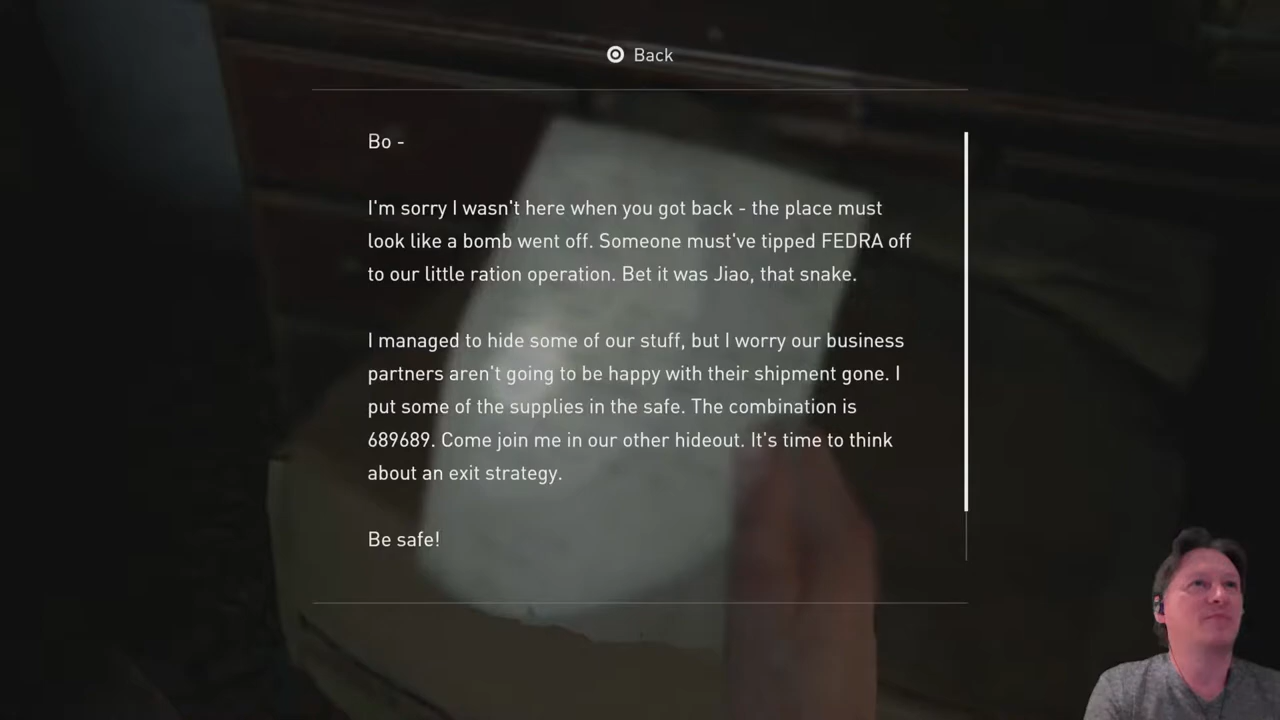 Back
Bo -
I'm sorry I wasn't here when you got back - the place must
look like a bomb went off. Someone must've tipped FEDRA off
to our little ration operation. Bet it was Jiao, that snake.
I managed to hide some of our stuff, but I worry our business
partners aren't going to be happy with their shipment gone. I
put some of the supplies in the safe. The combination is
689689. Come join me in our other hideout. It's time to think
about an exit strategy.
Be safe!